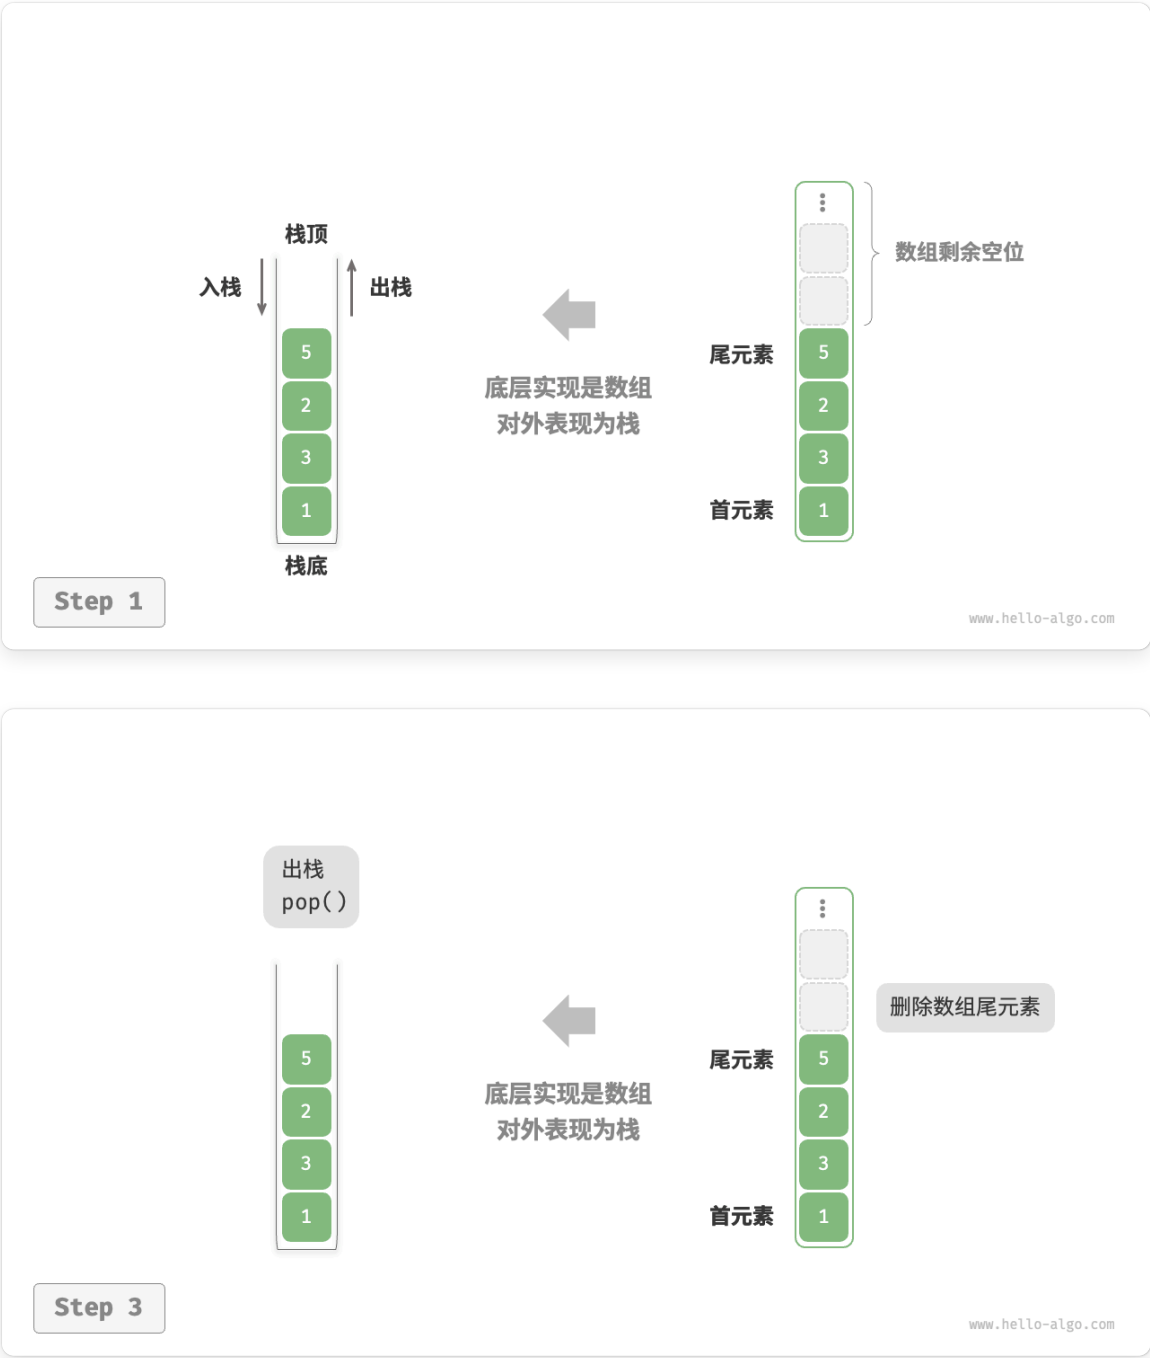 栈顶
入栈
出栈
5
2
3
1
栈底
底层实现是数组
对外表现为栈
数组剩余空位
尾元素
5
2
3
首元素
1
Step 1
www.hello-algo.com
出栈
pop()
5
2
3
1
底层实现是数组
对外表现为栈
删除数组尾元素
尾元素
5
2
3
首元素
1
Step 3
www.hello-algo.com